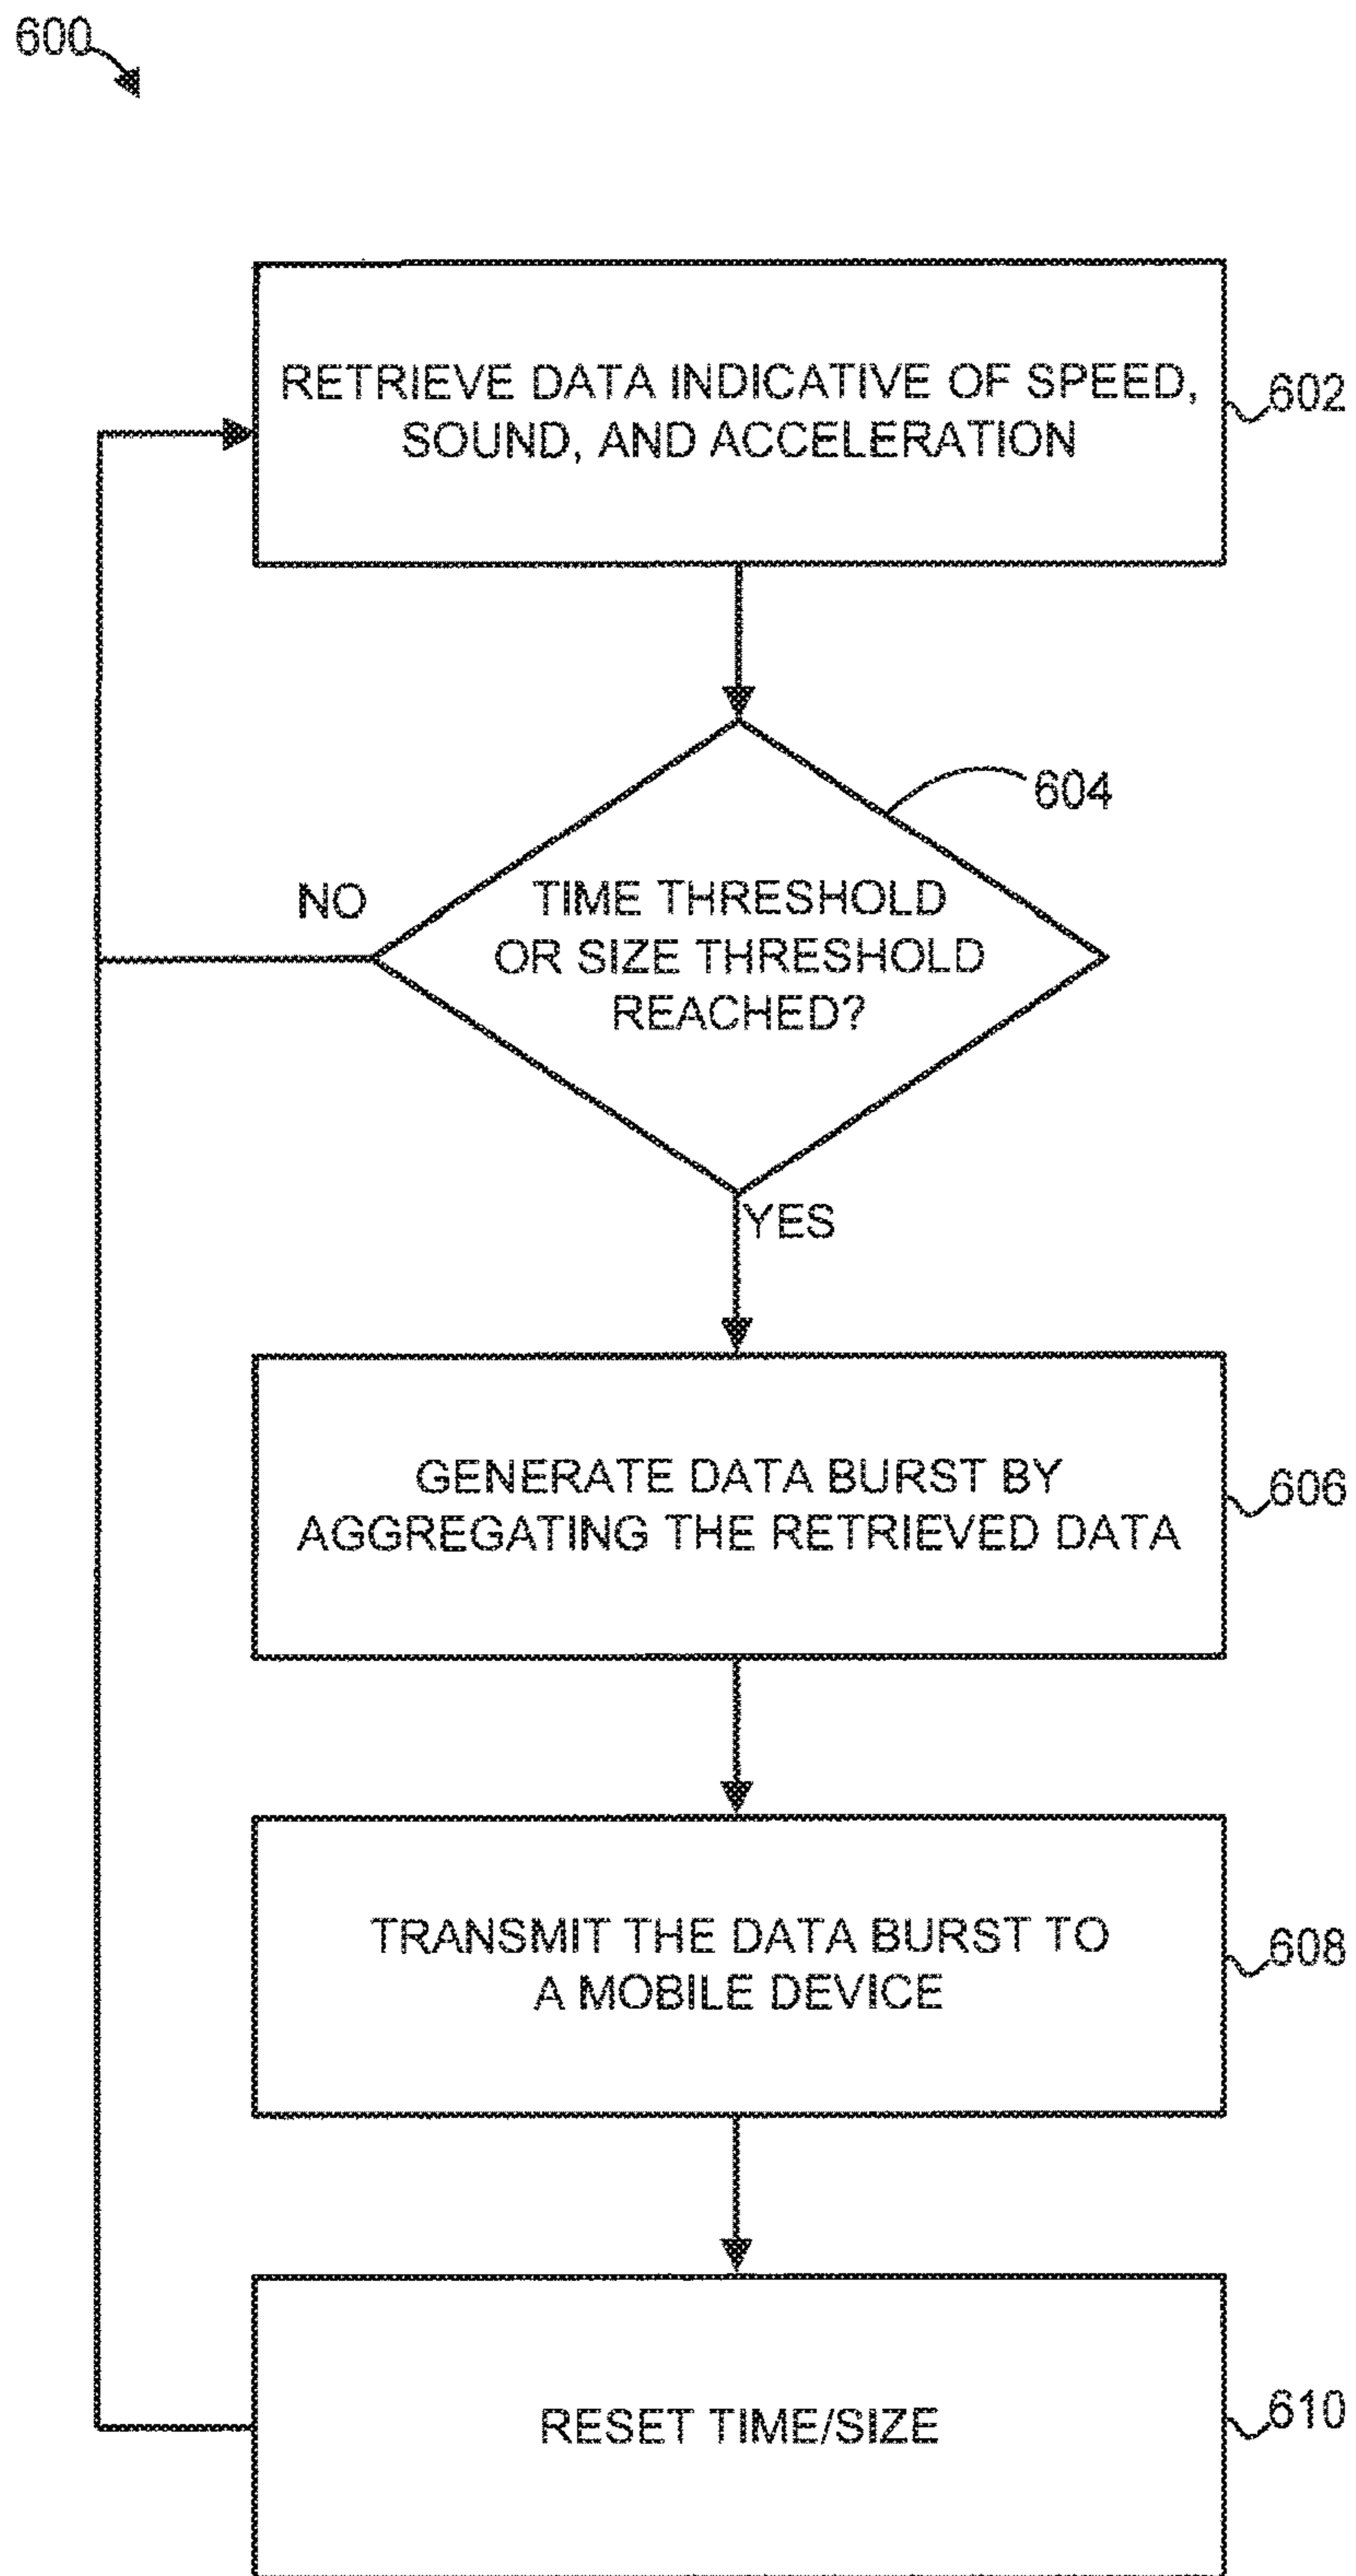 600
RETRIEVE DATA INDICATIVE OF SPEED,
SOUND, AND ACCELERATION
602
604
NO
TIME THRESHOLD
OR SIZE THRESHOLD
REACHED?
YES
GENERATE DATA BURST BY
AGGREGATING THE RETRIEVED DATA
606
TRANSMIT THE DATA BURST TO
A MOBILE DEVICE
608
RESET TIME/SIZE
610